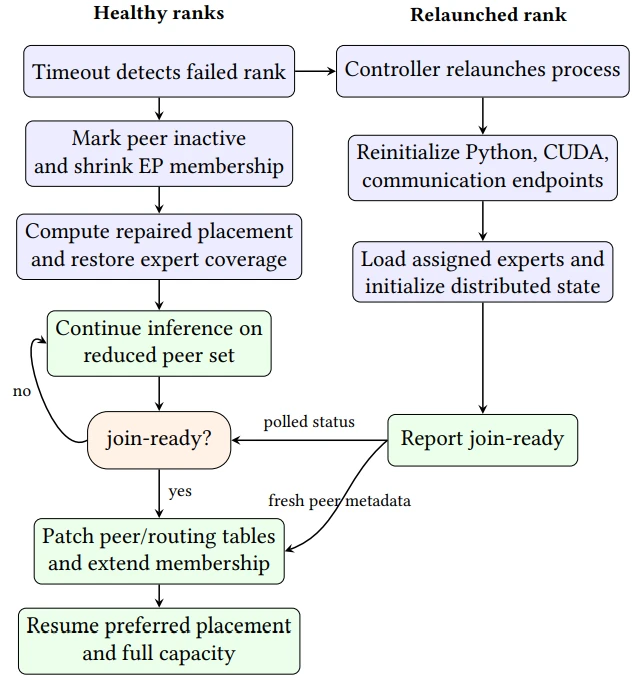 Healthy ranks
Relaunched rank
Timeout detects failed rank
Controller relaunches process
Mark peer inactive
and shrink EP membership
Reinitialize Python, CUDA,
communication endpoints
Compute repaired placement
and restore expert coverage
Load assigned experts and
initialize distributed state
Continue inference on
reduced peer set
no
join-ready?
polled status
Report join-ready
yes
fresh peer metadata
Patch peer/routing tables
and extend membership
Resume preferred placement
and full capacity